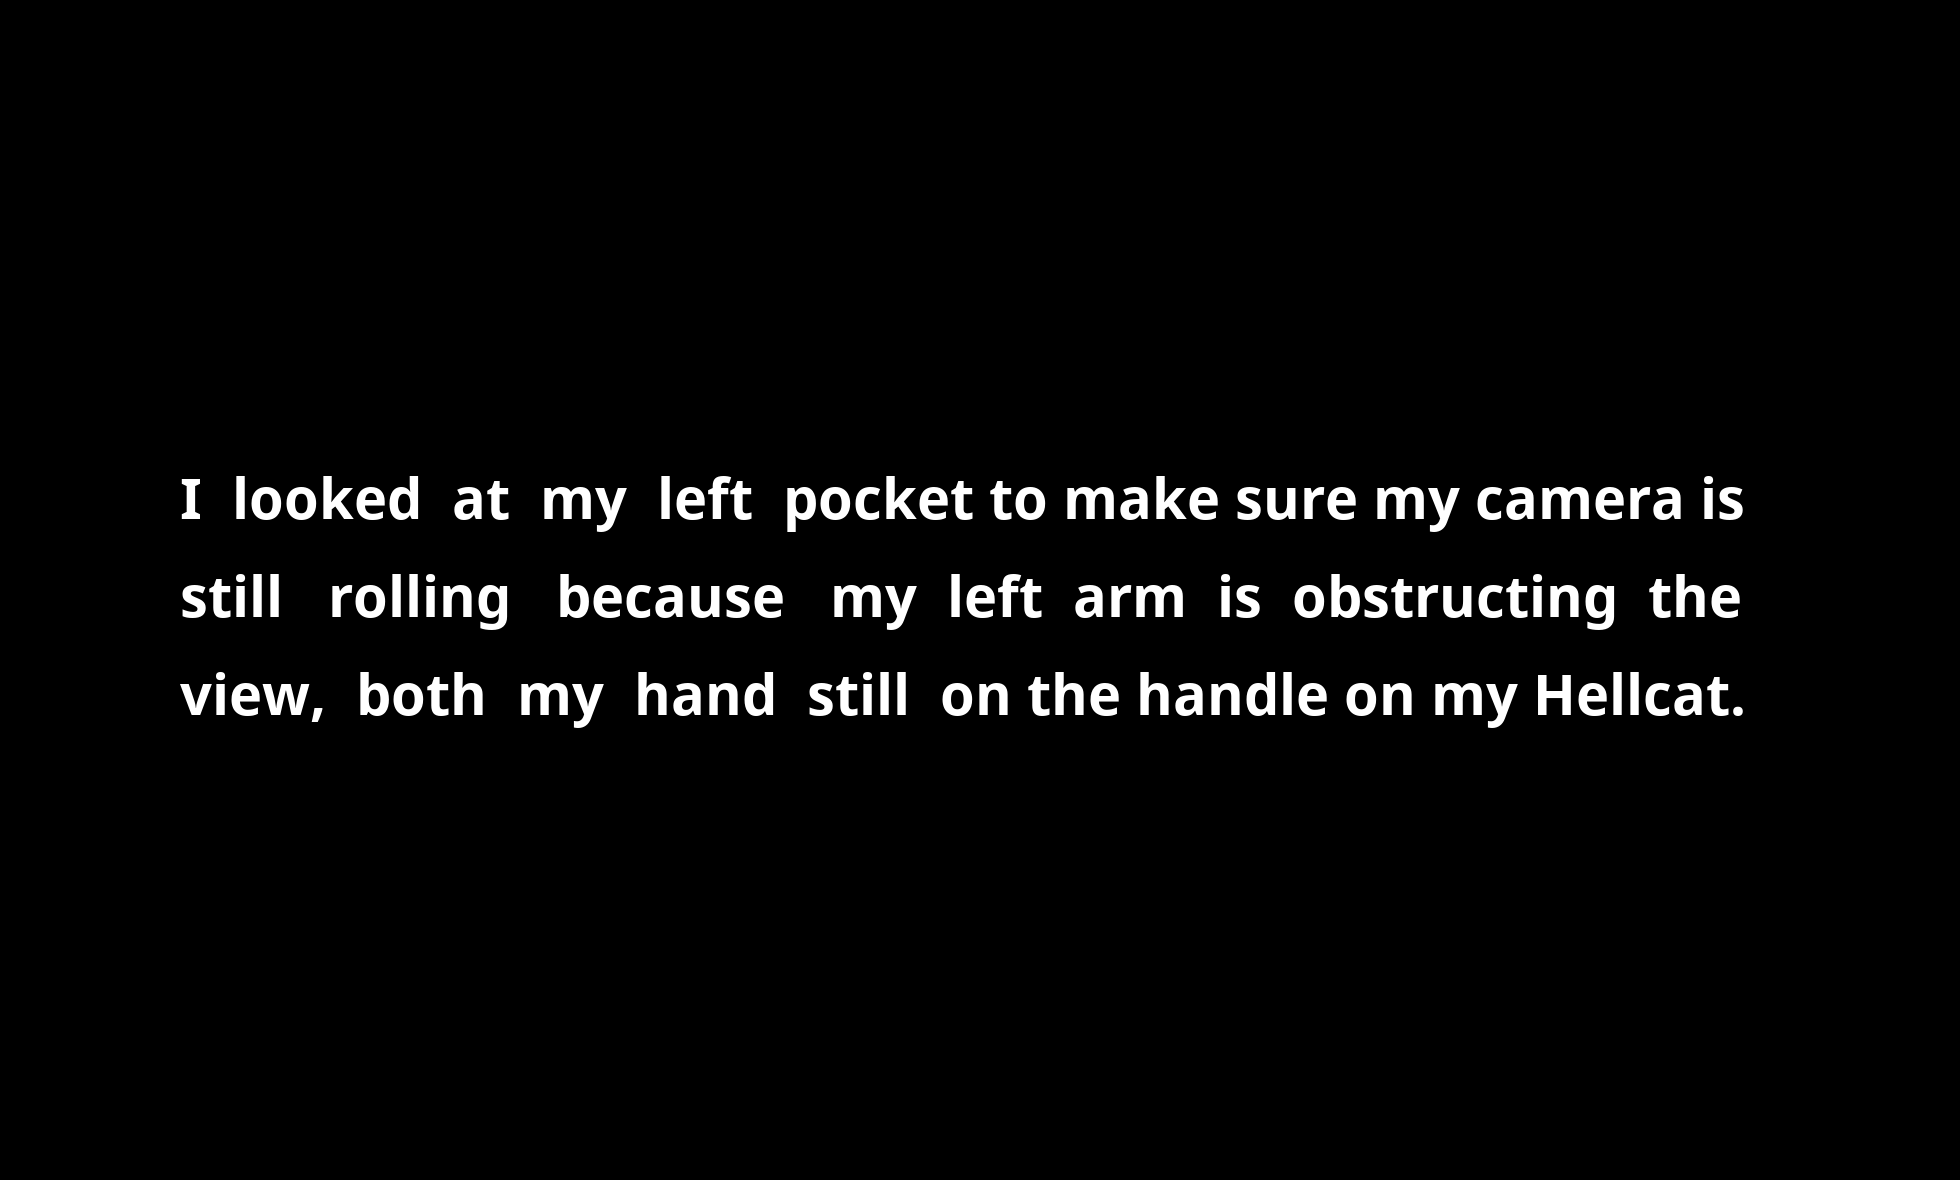 I looked at my left pocket to make sure my camera is
still rolling because my left arm is obstructing the
view, both my hand still on the handle on my Hellcat.